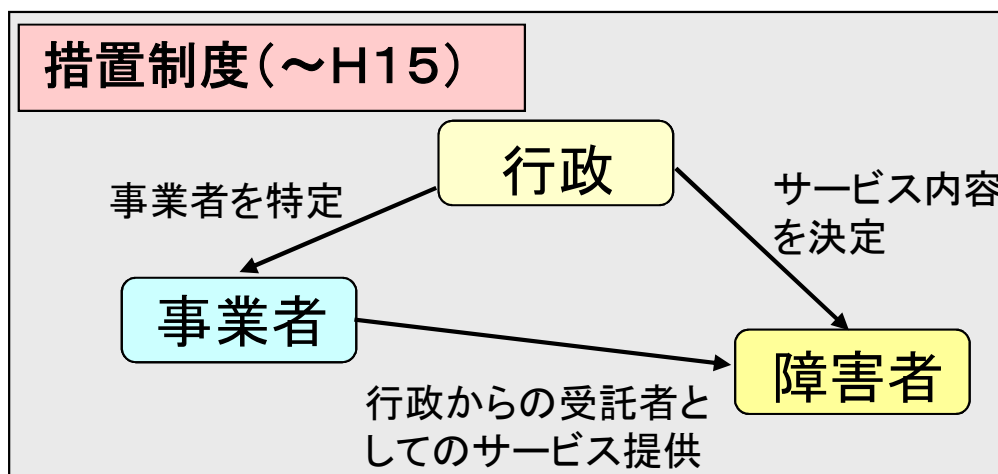 措置制度(～H15)
行政
事業者を特定
サービス内容
を決定
事業者
障害者
行政からの受託者と
してのサービス提供